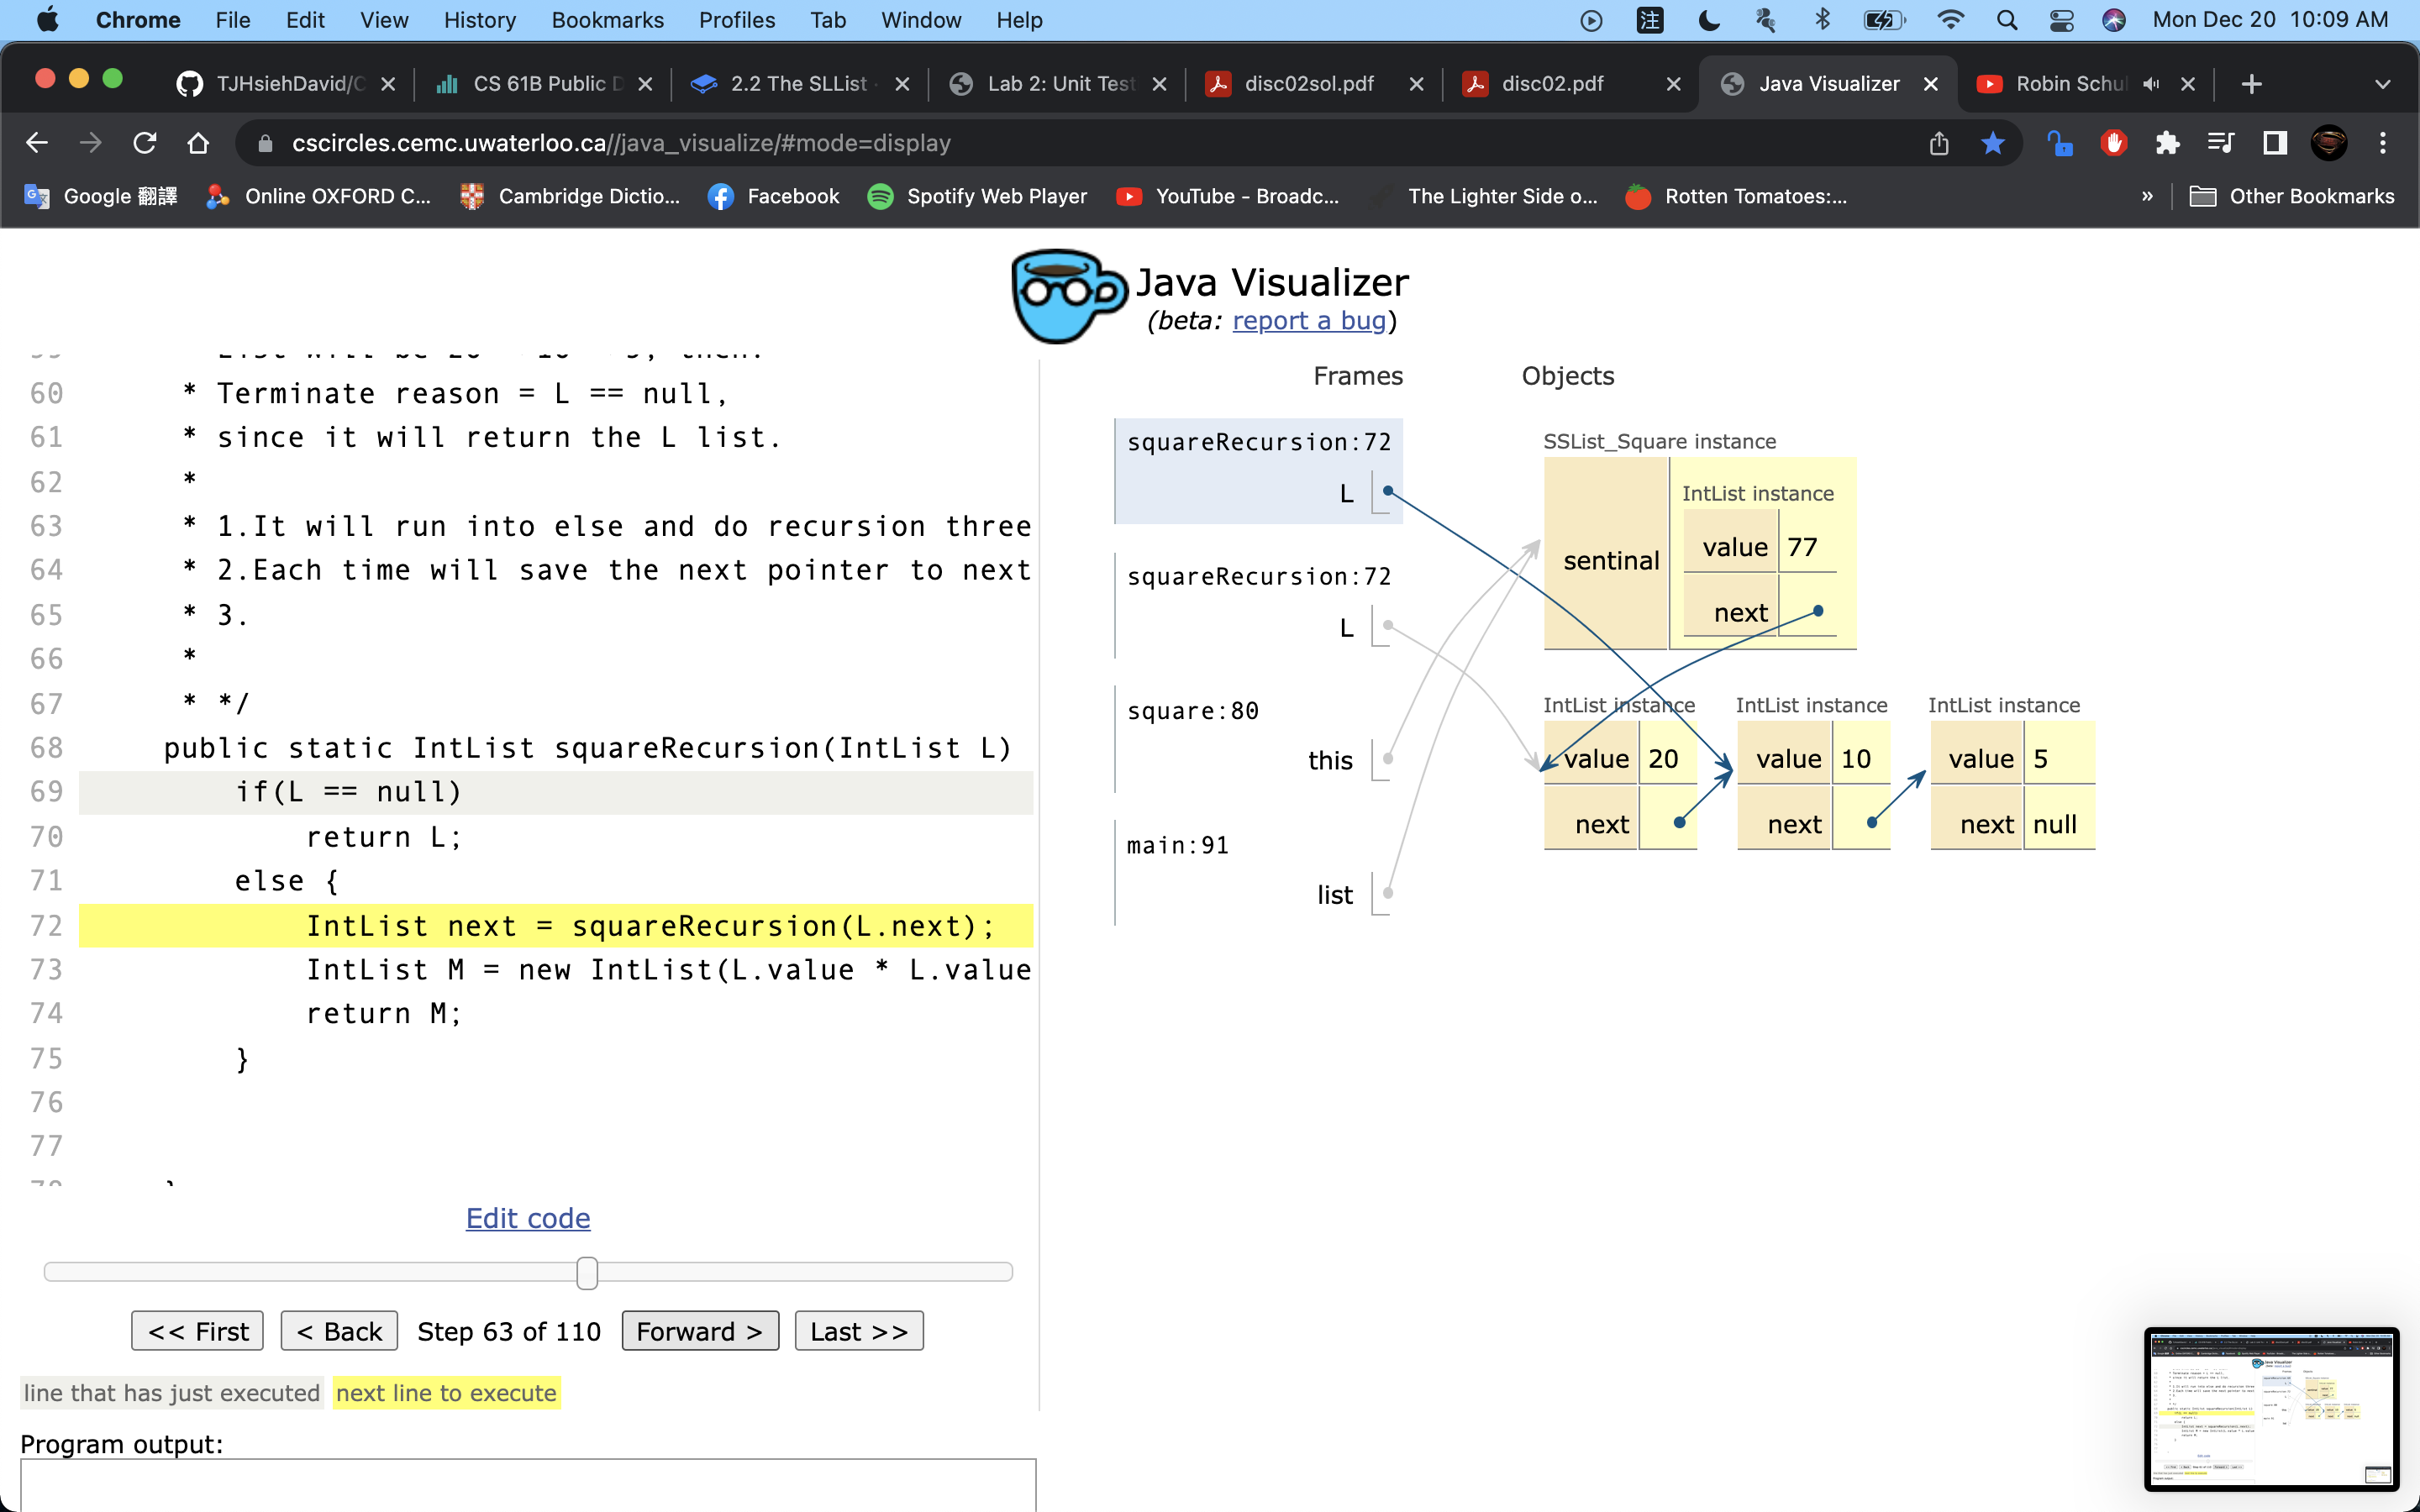 Chrome File Edit View History Bookmarks Profiles Tab Window Help 注 Mon Dec 20 10:09 AM
TJHsiehDavid/C CS 61B Public D 2.2 The SLList · Lab 2: Unit Test disc02sol.pdf disc02.pdf Java Visualizer Robin Schul
cscircles.cemc.uwaterloo.ca//java_visualize/#mode=display
Google 翻譯 Online OXFORD C... Cambridge Dictio... Facebook Spotify Web Player YouTube - Broadc... The Lighter Side o... Rotten Tomatoes:... » Other Bookmarks
Java Visualizer
(beta: report a bug)
60 * Terminate reason = L == null,
61 * since it will return the L list.
62 *
63 * 1.It will run into else and do recursion three
64 * 2.Each time will save the next pointer to next
65 * 3.
66 *
67 * */
68 public static IntList squareRecursion(IntList L)
69 if(L == null)
70 return L;
71 else {
72 IntList next = squareRecursion(L.next);
73 IntList M = new IntList(L.value * L.value
74 return M;
75 }
76
77
Edit code
<< First < Back Step 63 of 110 Forward > Last >>
line that has just executed next line to execute
Program output:
Frames Objects
squareRecursion:72
L
squareRecursion:72
L
square:80
this
main:91
list
SSList_Square instance
sentinal
IntList instance
value 77
next
IntList instance IntList instance IntList instance
value 20 value 10 value 5
next next next null